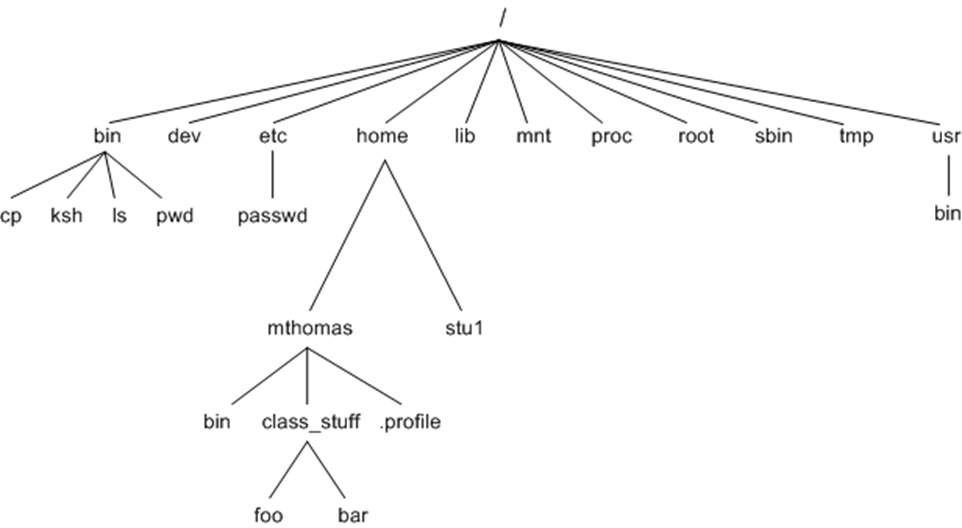 /
bin dev etc home lib mnt proc root sbin tmp usr
cp ksh ls pwd passwd bin
mthomas stu1
bin class_stuff .profile
foo bar